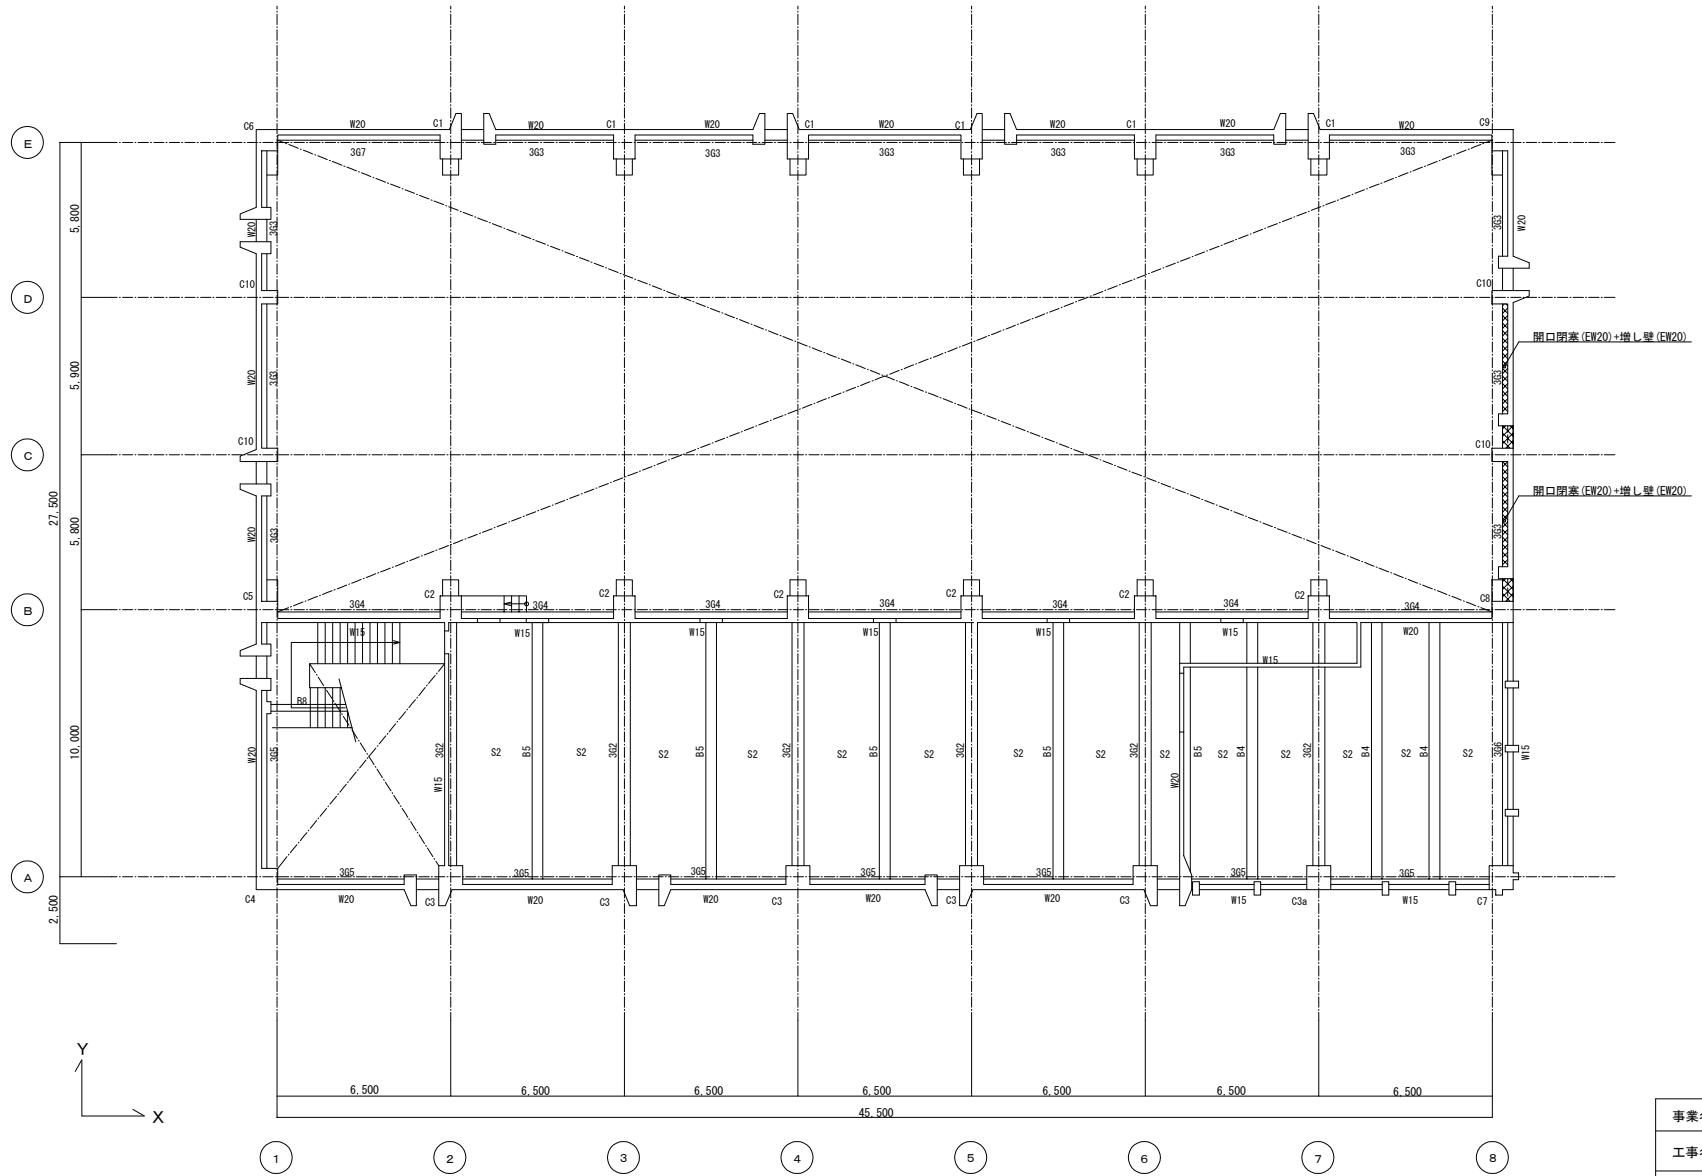 C6 W20 C1 W20 C1 W20 C1 W20 C1 W20 C1 W20 C1 W20 C9
E
3G7 3G3 3G3 3G3 3G3 3G3 3G3
5,800
W20
3G3
3G3
W20
C10
C10
D
開口閉塞(EW20)+増し壁(EW20)
5,900
W20
3G3
3G3
C10
C10
C
27,500
開口閉塞(EW20)+増し壁(EW20)
5,800
W20
3G3
3G3
C5 C2 C2 C2 C2 C2 C2 C8
B
3G4 3G4 3G4 3G4 3G4 3G4 3G4
W15 W15 W15 W15 W15 W15 W20
W15
B8
10,000
W20
3G5
3G2
W15
S2 B5 S2 3G2 S2 B5 S2 3G2 S2 B5 S2 3G2 S2 B5 S2 3G2 S2 B5 S2 B4 S2 3G2 S2 B4 S2 B4 S2 3G6 W15
W20
A
3G5 3G5 3G5 3G5 3G5 3G5 3G5
C4 W20 C3 W20 C3 W20 C3 W20 C3 W20 C3 W15 C3a W15 C7
2,500
Y
X
6,500 6,500 6,500 6,500 6,500 6,500 6,500
45,500
1 2 3 4 5 6 7 8
事業
工事